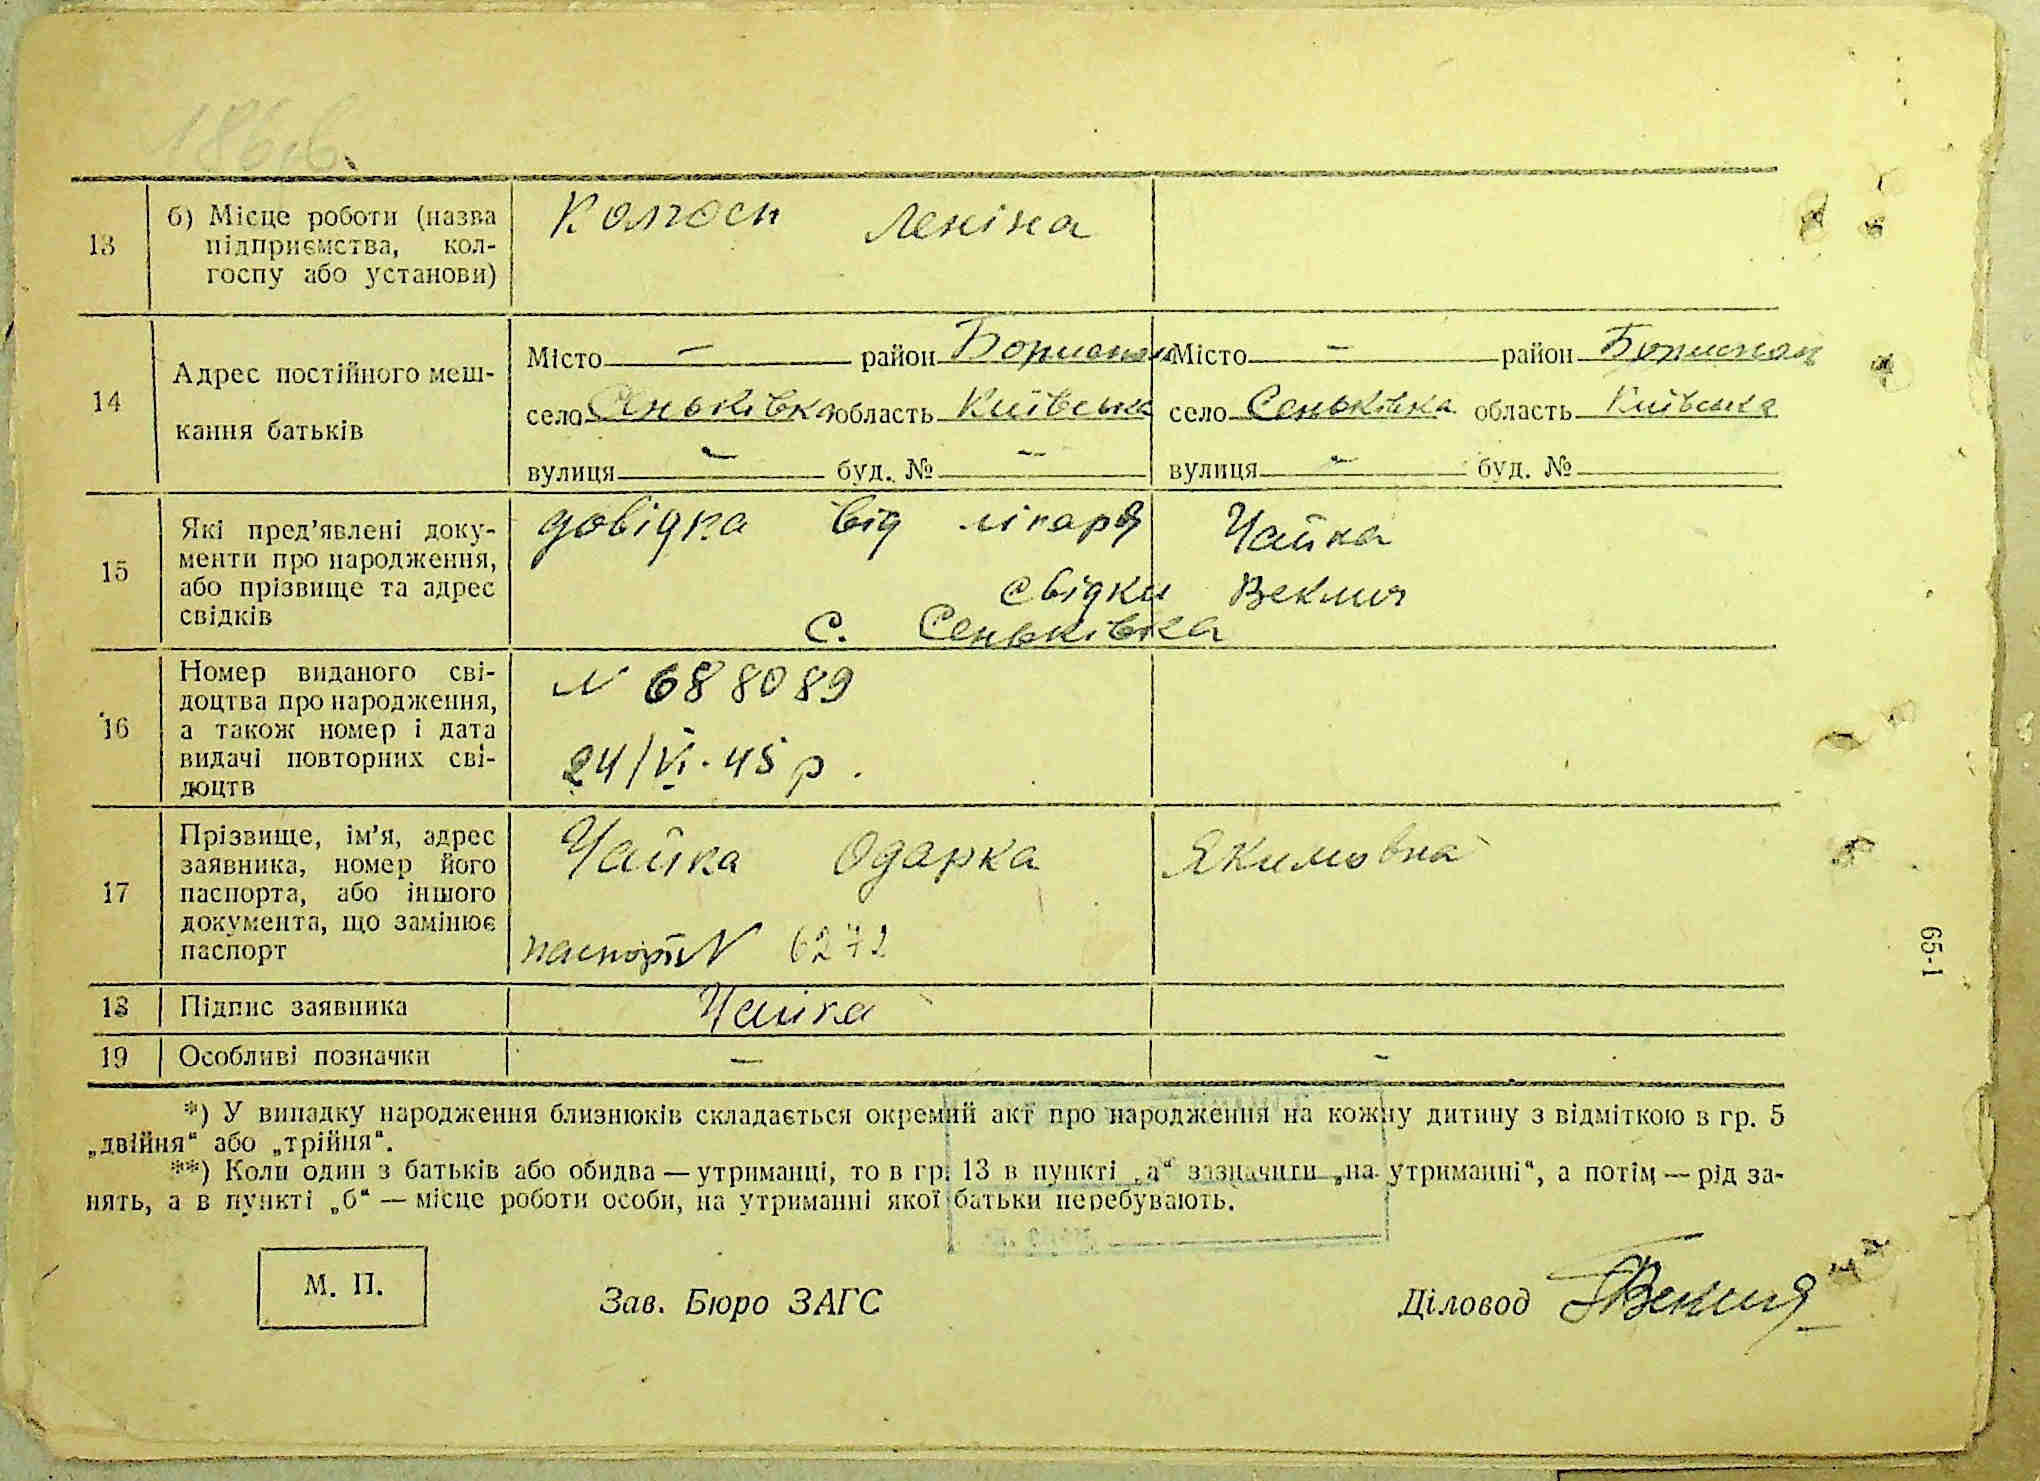 13 б) Місце роботи (назва підприємства, колгоспу або установи) Колгосп Леніна
14 Адрес постійного мешкання батьків
Місто — район Бориспол Місто — район Бориспол
село Сеньківка область Київська село Сеньківка область Київська
вулиця — буд. № — вулиця — буд. №
15 Які пред’явлені документи про народження, або прізвище та адрес свідків
довідка від лікаря Чайка
свідки Веклич
с. Сеньківка
16 Номер виданого свідоцтва про народження, а також номер і дата видачі повторних свідоцтв
N 688089
24/VI-45 р.
17 Прізвище, ім’я, адрес заявника, номер його паспорта, або іншого документа, що замінює паспорт
Чайка Одарка Якимовна
паспорт N 6272
18 Підпис заявника Чайка
19 Особливі позначки — -
*) У випадку народження близнюків складається окремий акт про народження на кожну дитину з відміткою в гр. 5
„двійня“ або „трійня“.
**) Коли один з батьків або обидва — утриманці, то в гр. 13 в пункті „а“ зазначити „на утриманні“, а потім — рід за-
нять, а в пункті „б“ — місце роботи особи, на утриманні якої батьки перебувають.
М. П. Зав. Бюро ЗАГС Діловод
65-1